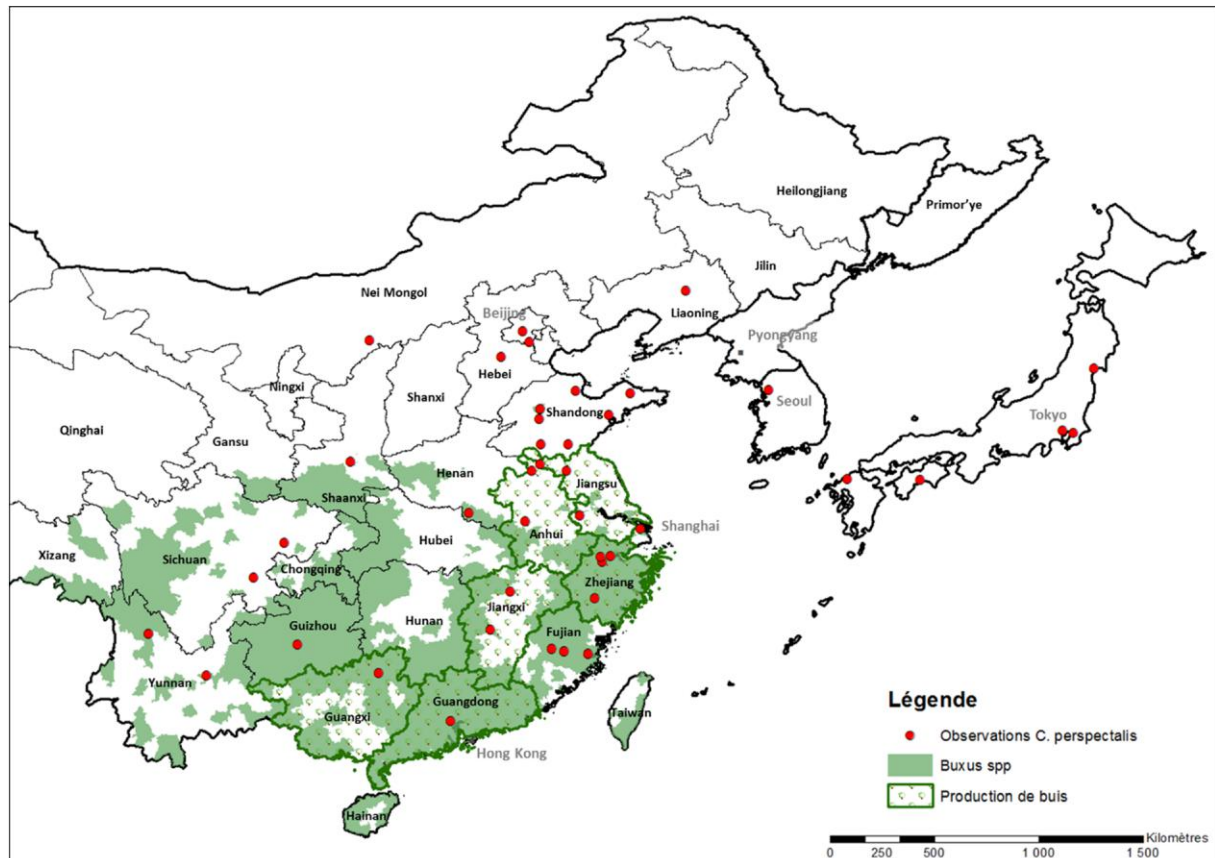 Heilongjiang
Primor'ye
Jilin
Nei Mongol
Liaoning
Beijing
Pyongyang
Hebei
Ningxi
Shanxi
Seoul
Shandong
Tokyo
Qinghai
Gansu
Henan
Shaanxi
Jiangsu
Shanghai
Anhui
Hubei
Xizang
Sichuan
Chongqing
Zhejiang
Jiangxi
Hunan
Guizhou
Fujian
Yunnan
Guangdong
Guangxi
Taiwan
Hong Kong
Hainan
Légende
Observations C. perspectalis
Buxus spp
Production de buis
Kilomètres
0 250 500 1 000 1 500